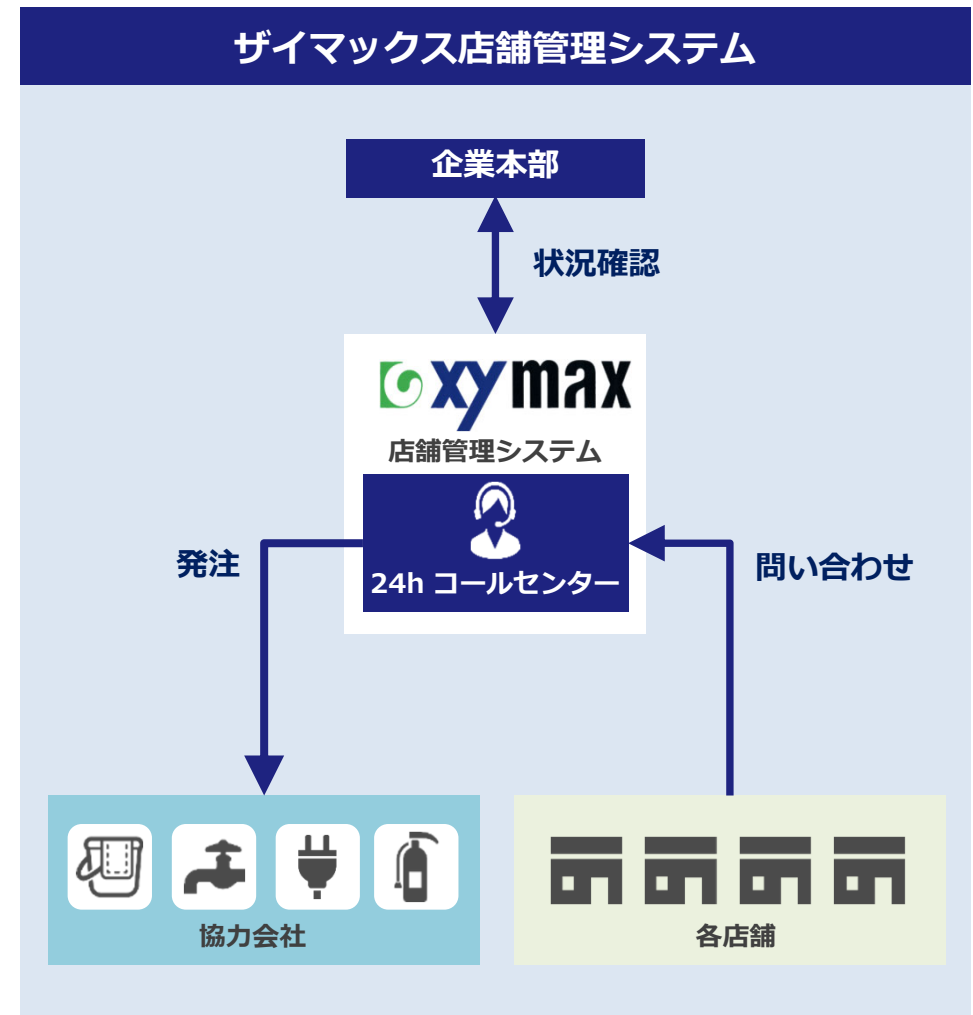 ザイマックス店舗管理システム
企業本部
状況確認
xymax
店舗管理システム
24h コールセンター
発注
問い合わせ
協力会社
各店舗